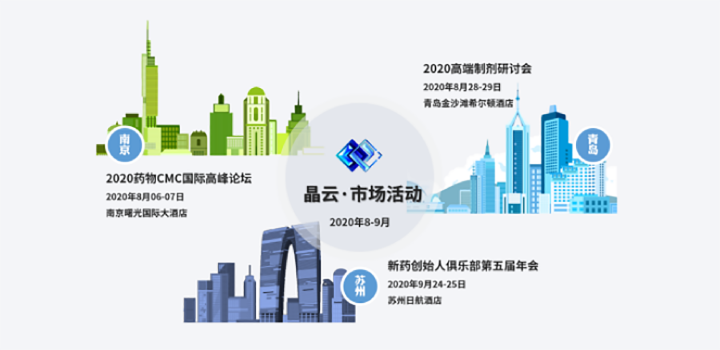 2020高端制剂研讨会
2020年8月28-29日
青岛金沙滩希尔顿酒店
青岛
南京
2020药物CMC国际高峰论坛
2020年8月06-07日
南京曙光国际大酒店
晶云·市场活动
2020年8-9月
苏州
新药创始人俱乐部第五届年会
2020年9月24-25日
苏州日航酒店